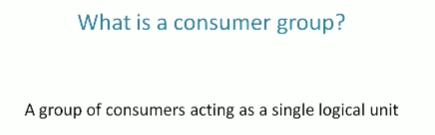 What is a consumer group?
A group of consumers acting as a single logical unit